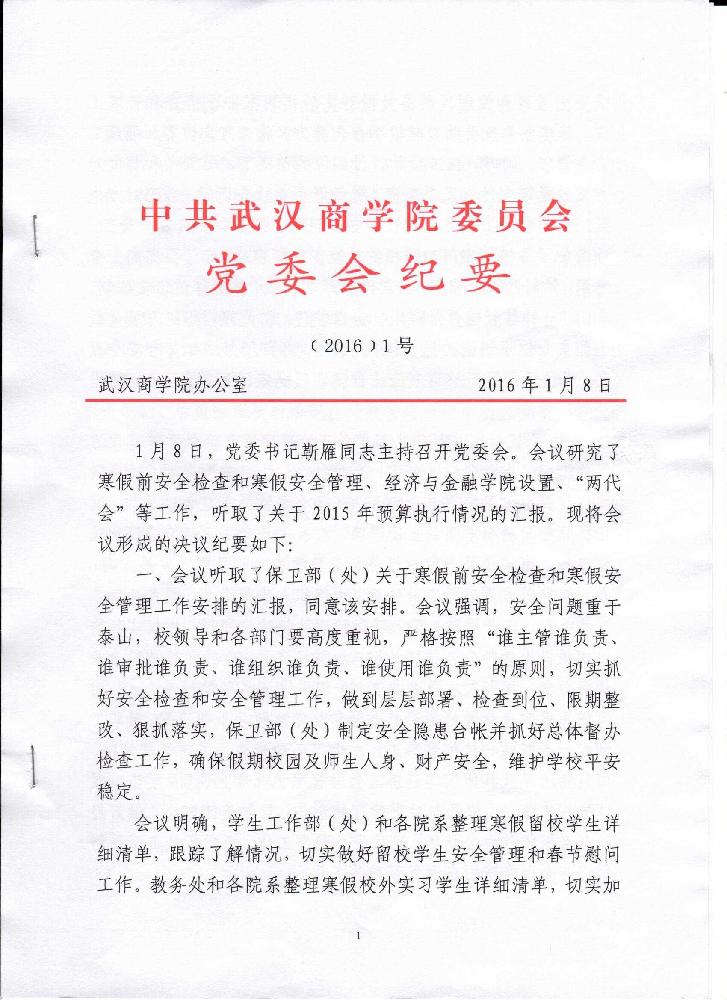 中共武汉商学院委员会
党委会纪要
〔2016〕1号
武汉商学院办公室 2016年1月8日
1月8日，党委书记靳雁同志主持召开党委会。会议研究了
寒假前安全检查和寒假安全管理、经济与金融学院设置、“两代
会”等工作，听取了关于2015年预算执行情况的汇报。现将会
议形成的决议纪要如下：
一、会议听取了保卫部（处）关于寒假前安全检查和寒假安
全管理工作安排的汇报，同意该安排。会议强调，安全问题重于
泰山，校领导和各部门要高度重视，严格按照“谁主管谁负责、
谁审批谁负责、谁组织谁负责、谁使用谁负责”的原则，切实抓
好安全检查和安全管理工作，做到层层部署、检查到位、限期整
改、狠抓落实，保卫部（处）制定安全隐患台帐并抓好总体督办
检查工作，确保假期校园及师生人身、财产安全，维护学校平安
稳定。
会议明确，学生工作部（处）和各院系整理寒假留校学生详
细清单，跟踪了解情况，切实做好留校学生安全管理和春节慰问
工作。教务处和各院系整理寒假校外实习学生详细清单，切实加
1